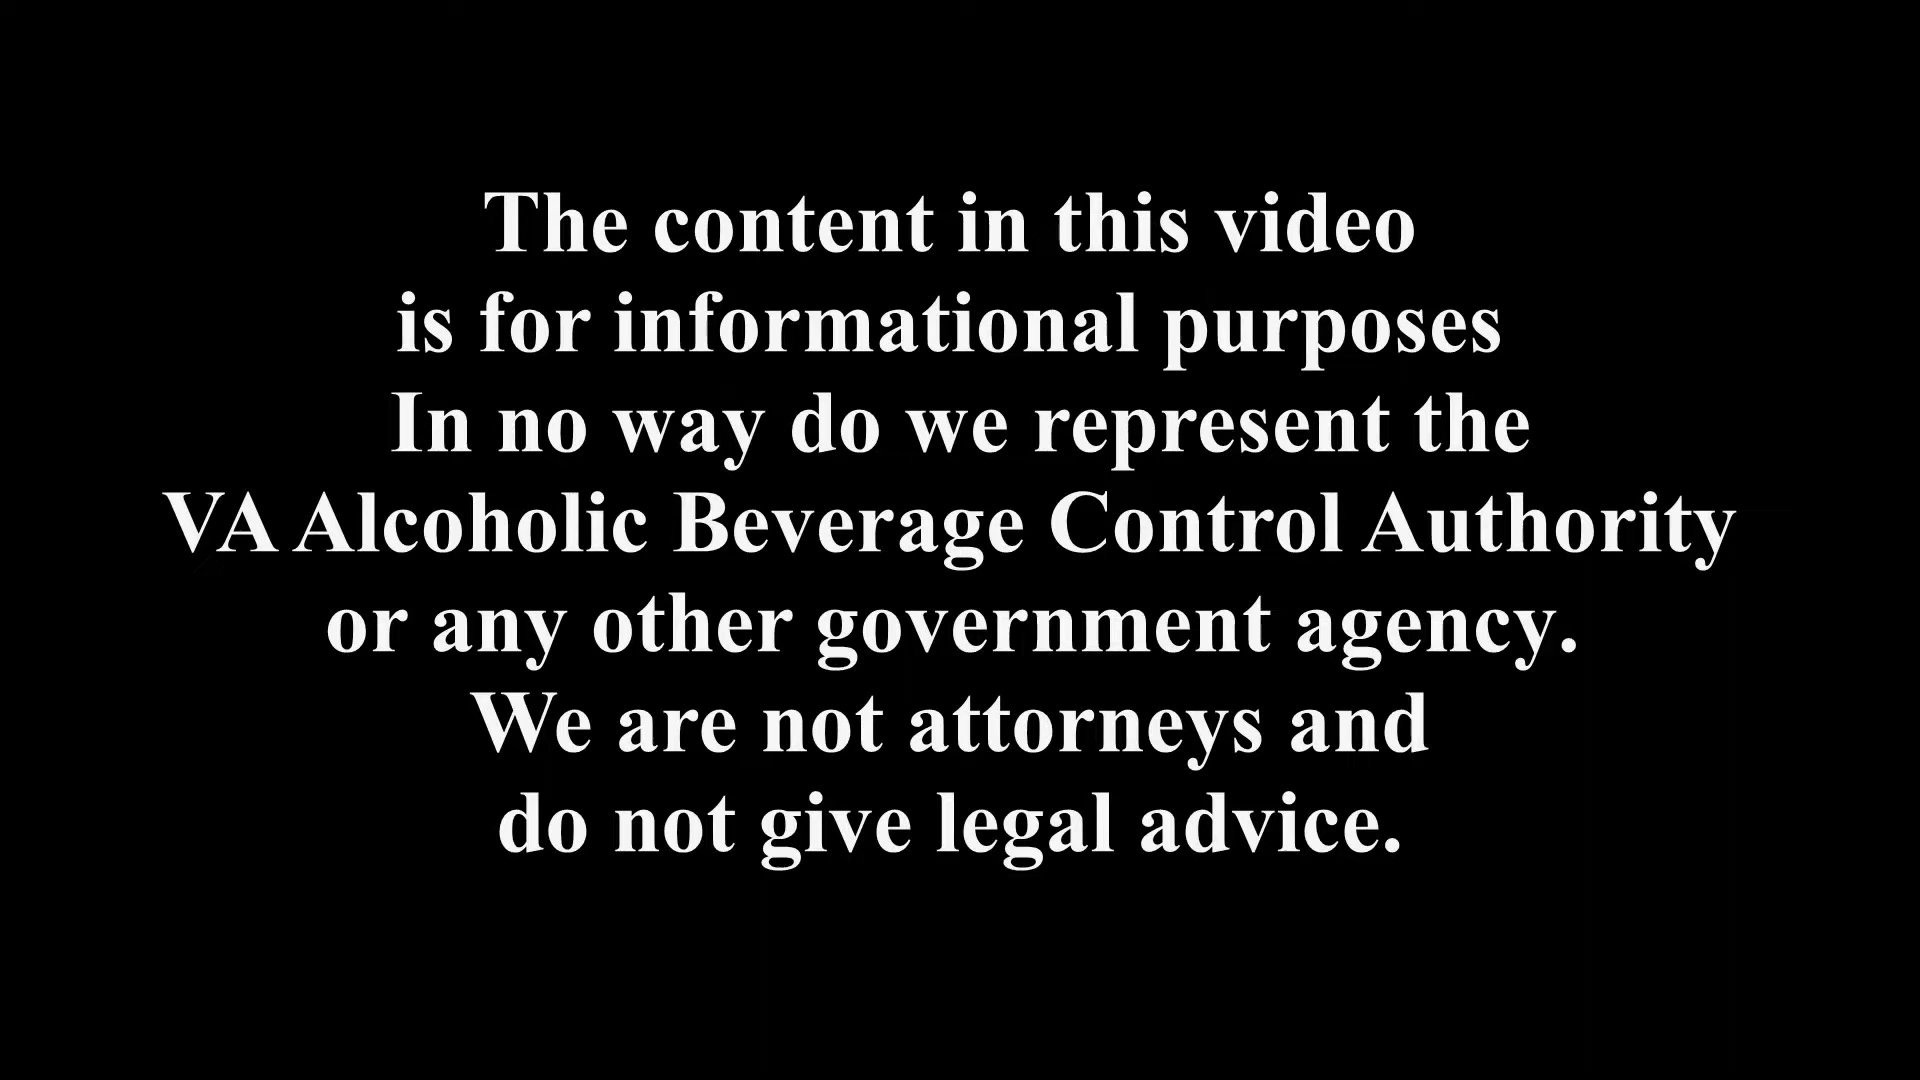 The content in this video
is for informational purposes
In no way do we represent the
VA Alcoholic Beverage Control Authority
or any other government agency.
We are not attorneys and
do not give legal advice.